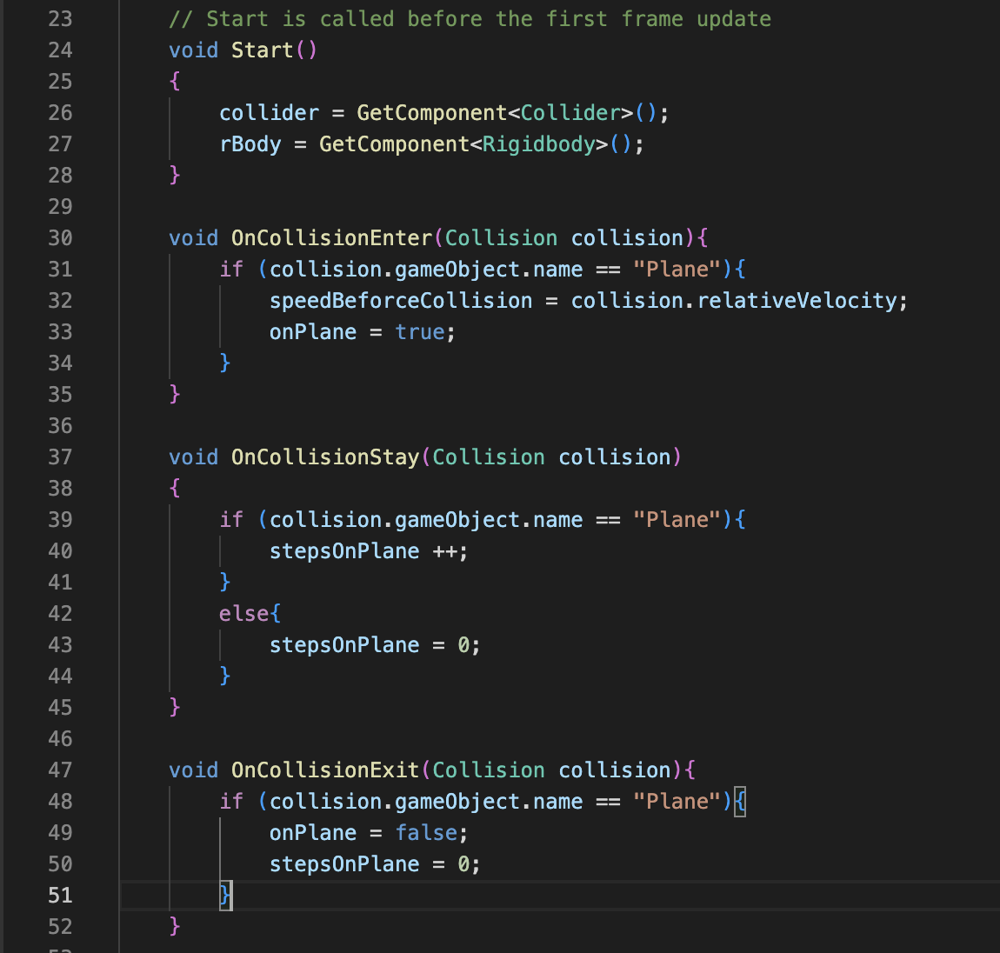 23 // Start is called before the first frame update
24 void Start()
25 {
26 collider = GetComponent<Collider>();
27 rBody = GetComponent<Rigidbody>();
28 }
29
30 void OnCollisionEnter(Collision collision){
31 if (collision.gameObject.name == "Plane"){
32 speedBeforceCollision = collision.relativeVelocity;
33 onPlane = true;
34 }
35 }
36
37 void OnCollisionStay(Collision collision)
38 {
39 if (collision.gameObject.name == "Plane"){
40 stepsOnPlane ++;
41 }
42 else{
43 stepsOnPlane = 0;
44 }
45 }
46
47 void OnCollisionExit(Collision collision){
48 if (collision.gameObject.name == "Plane"){
49 onPlane = false;
50 stepsOnPlane = 0;
51 }
52 }